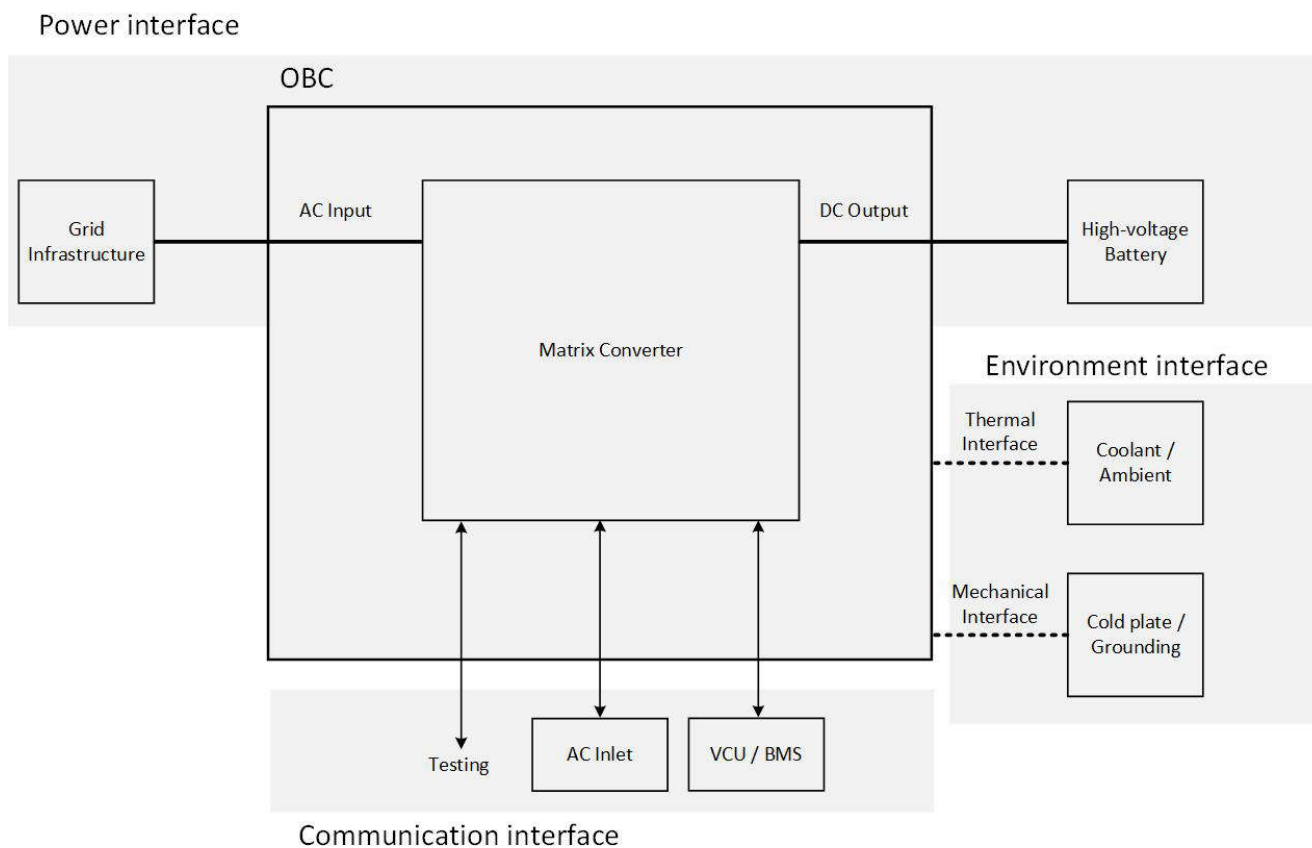 Power interface
OBC
Grid
Infrastructure
AC Input
DC Output
High-voltage
Battery
Matrix Converter
Environment interface
Thermal
Interface
Coolant /
Ambient
Mechanical
Interface
Cold plate /
Grounding
Testing
AC Inlet
VCU / BMS
Communication interface